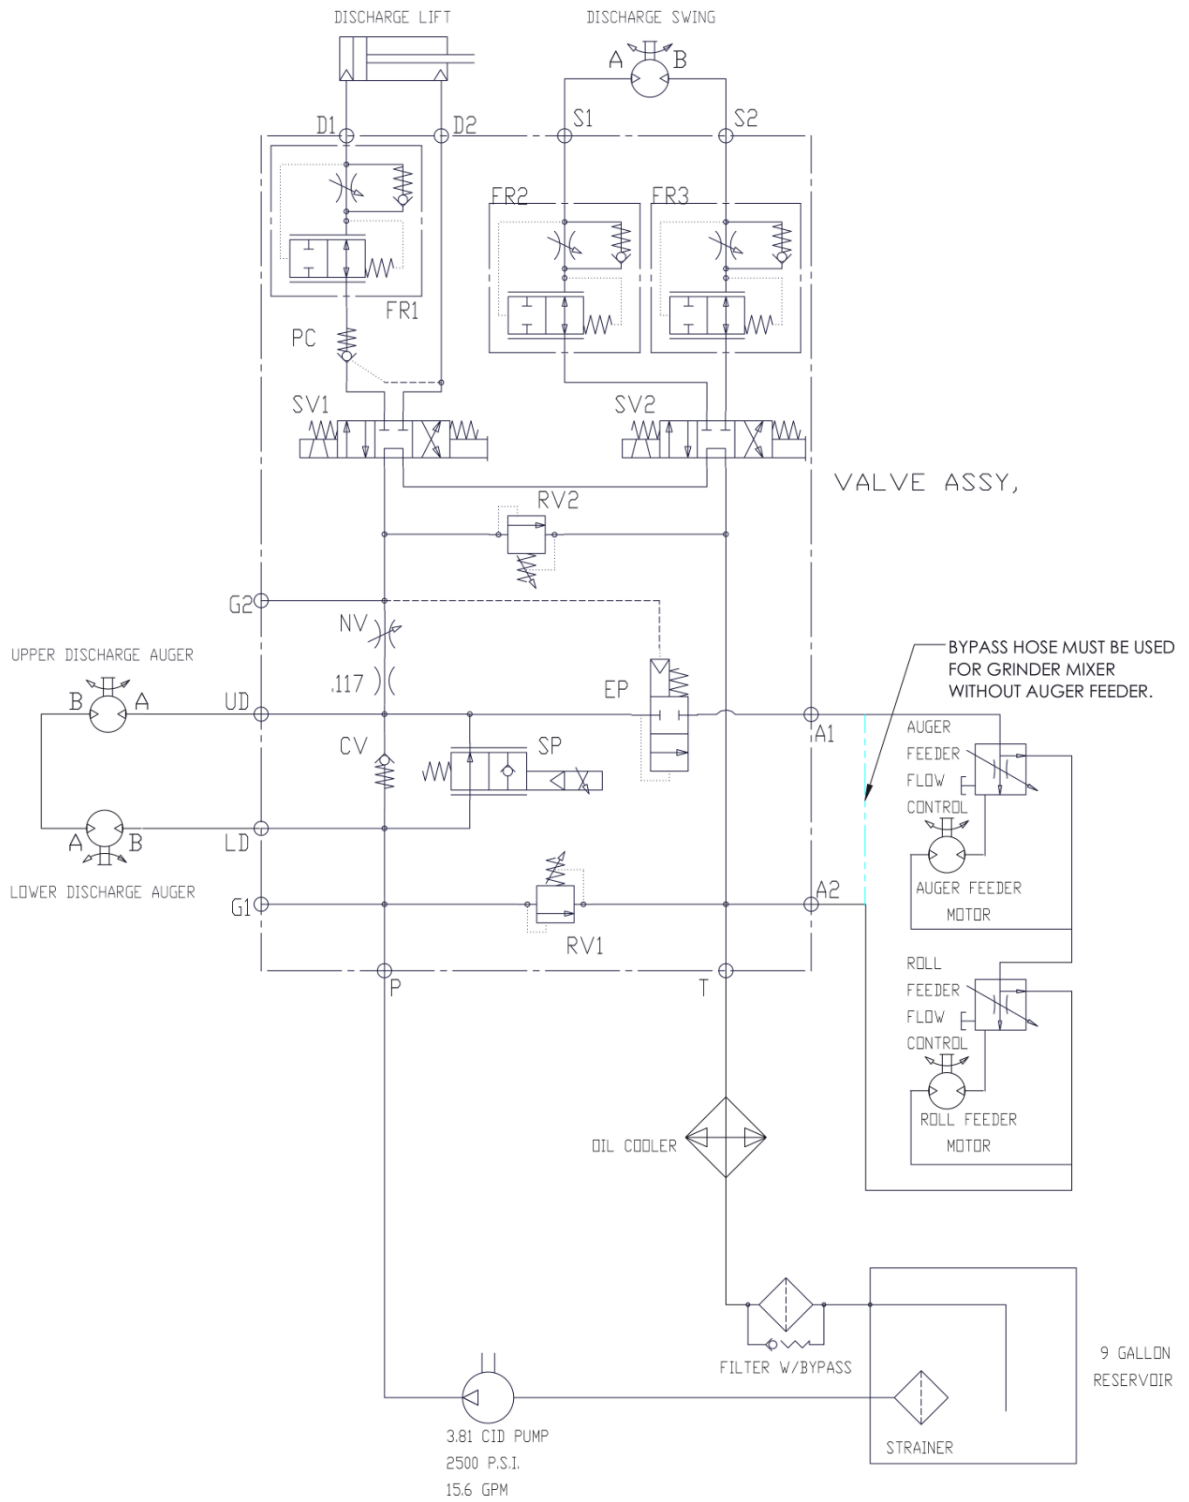 DISCHARGE LIFT
DISCHARGE SWING
A
B
D1
D2
S1
S2
FR2
FR3
FR1
PC
SV1
SV2
VALVE ASSY,
RV2
G2
NV
.117
EP
UPPER DISCHARGE AUGER
B
A
UD
BYPASS HOSE MUST BE USED
FOR GRINDER MIXER
WITHOUT AUGER FEEDER.
A1
AUGER
FEEDER
FLOW
CONTROL
CV
SP
A
B
LD
LOWER DISCHARGE AUGER
AUGER FEEDER
MOTOR
G1
A2
RV1
P
T
ROLL
FEEDER
FLOW
CONTROL
ROLL FEEDER
MOTOR
OIL COOLER
FILTER W/BYPASS
9 GALLON
RESERVOIR
STRAINER
3.81 CID PUMP
2500 P.S.I.
15.6 GPM